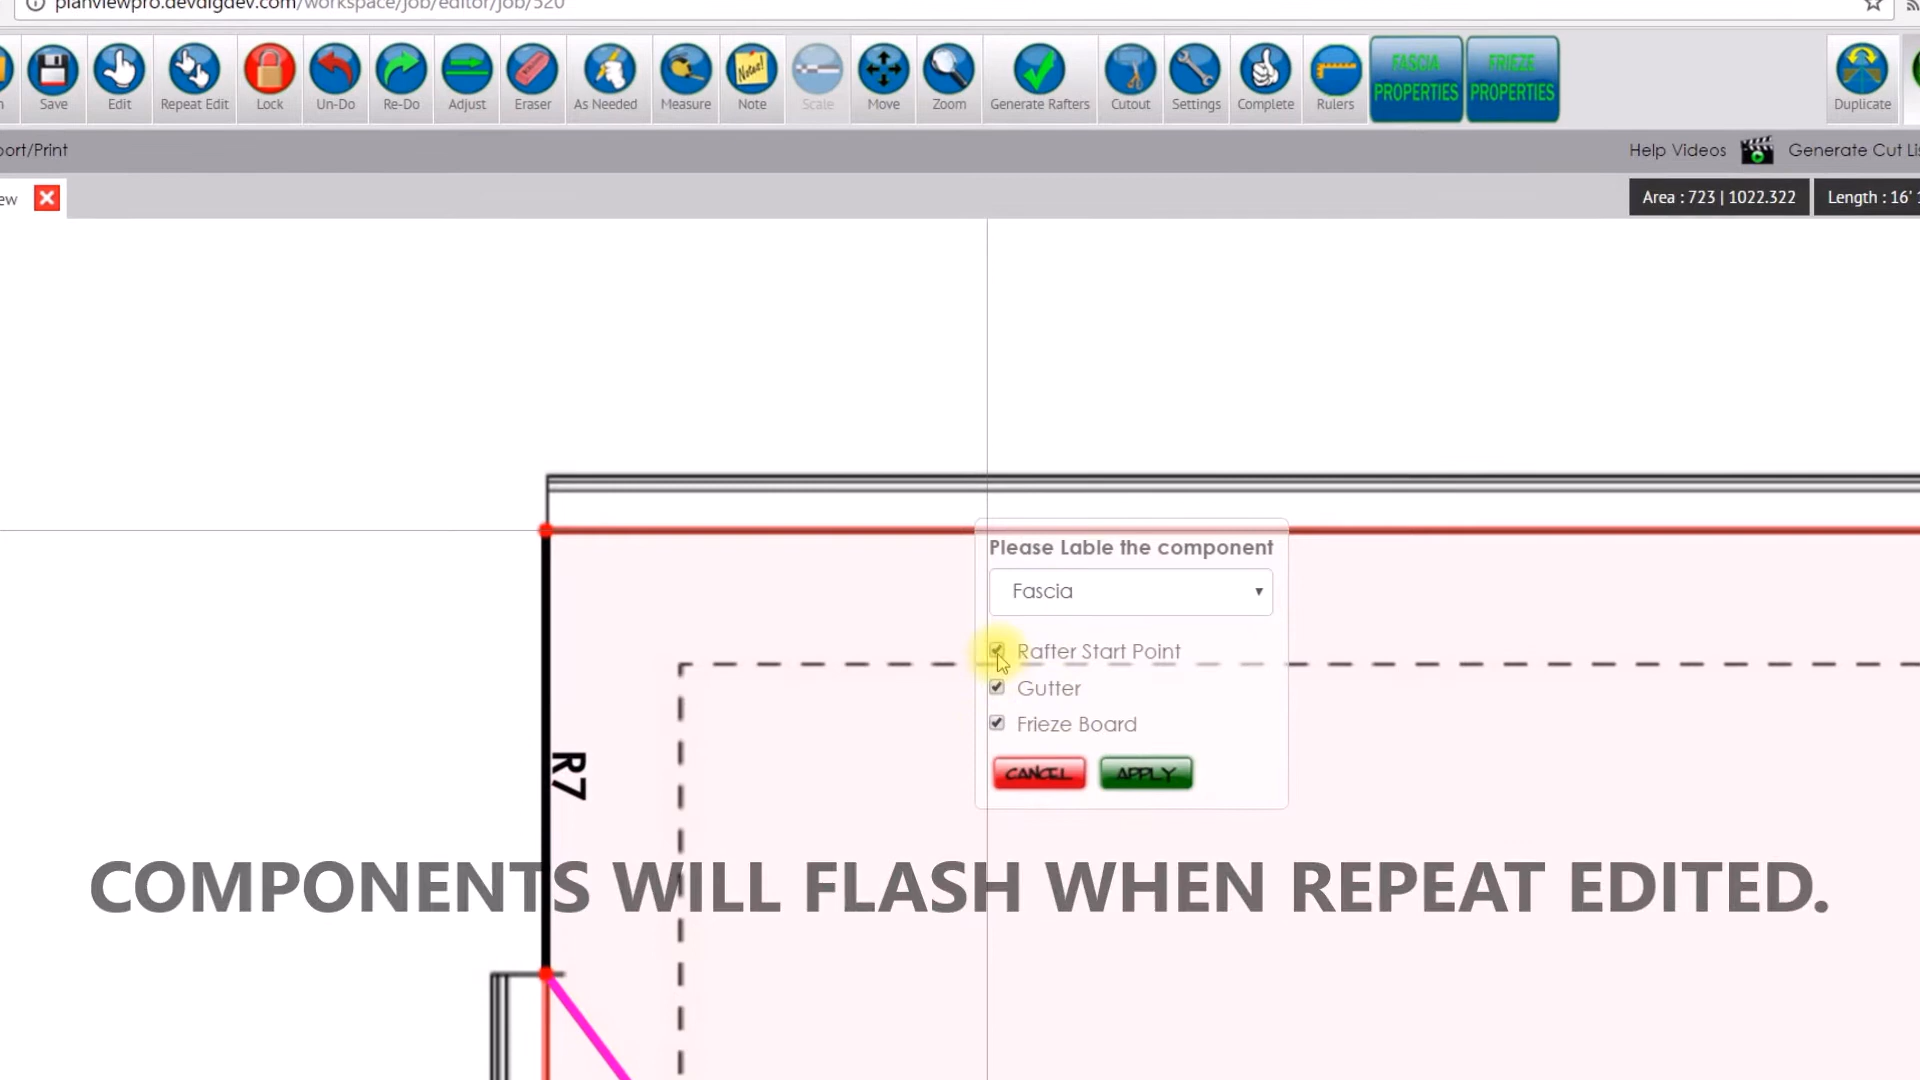 planviewpro.devdigdev.com/workspace/job/editor/job/520
Save
Edit
Repeat Edit
Lock
Un-Do
Re-Do
Adjust
Eraser
As Needed
Measure
Notes!
Note
Scale
Move
Zoom
Generate Rafters
Cutout
Settings
Complete
Rulers
FASCIA
PROPERTIES
FRIEZE
PROPERTIES
Duplicate
ort/Print
Help Videos
Generate Cut Lis
ew
Area : 723 | 1022.322
Length : 16'
Please Lable the component
Fascia
Rafter Start Point
Gutter
Frieze Board
CANCEL
APPLY
R7
COMPONENTS WILL FLASH WHEN REPEAT EDITED.